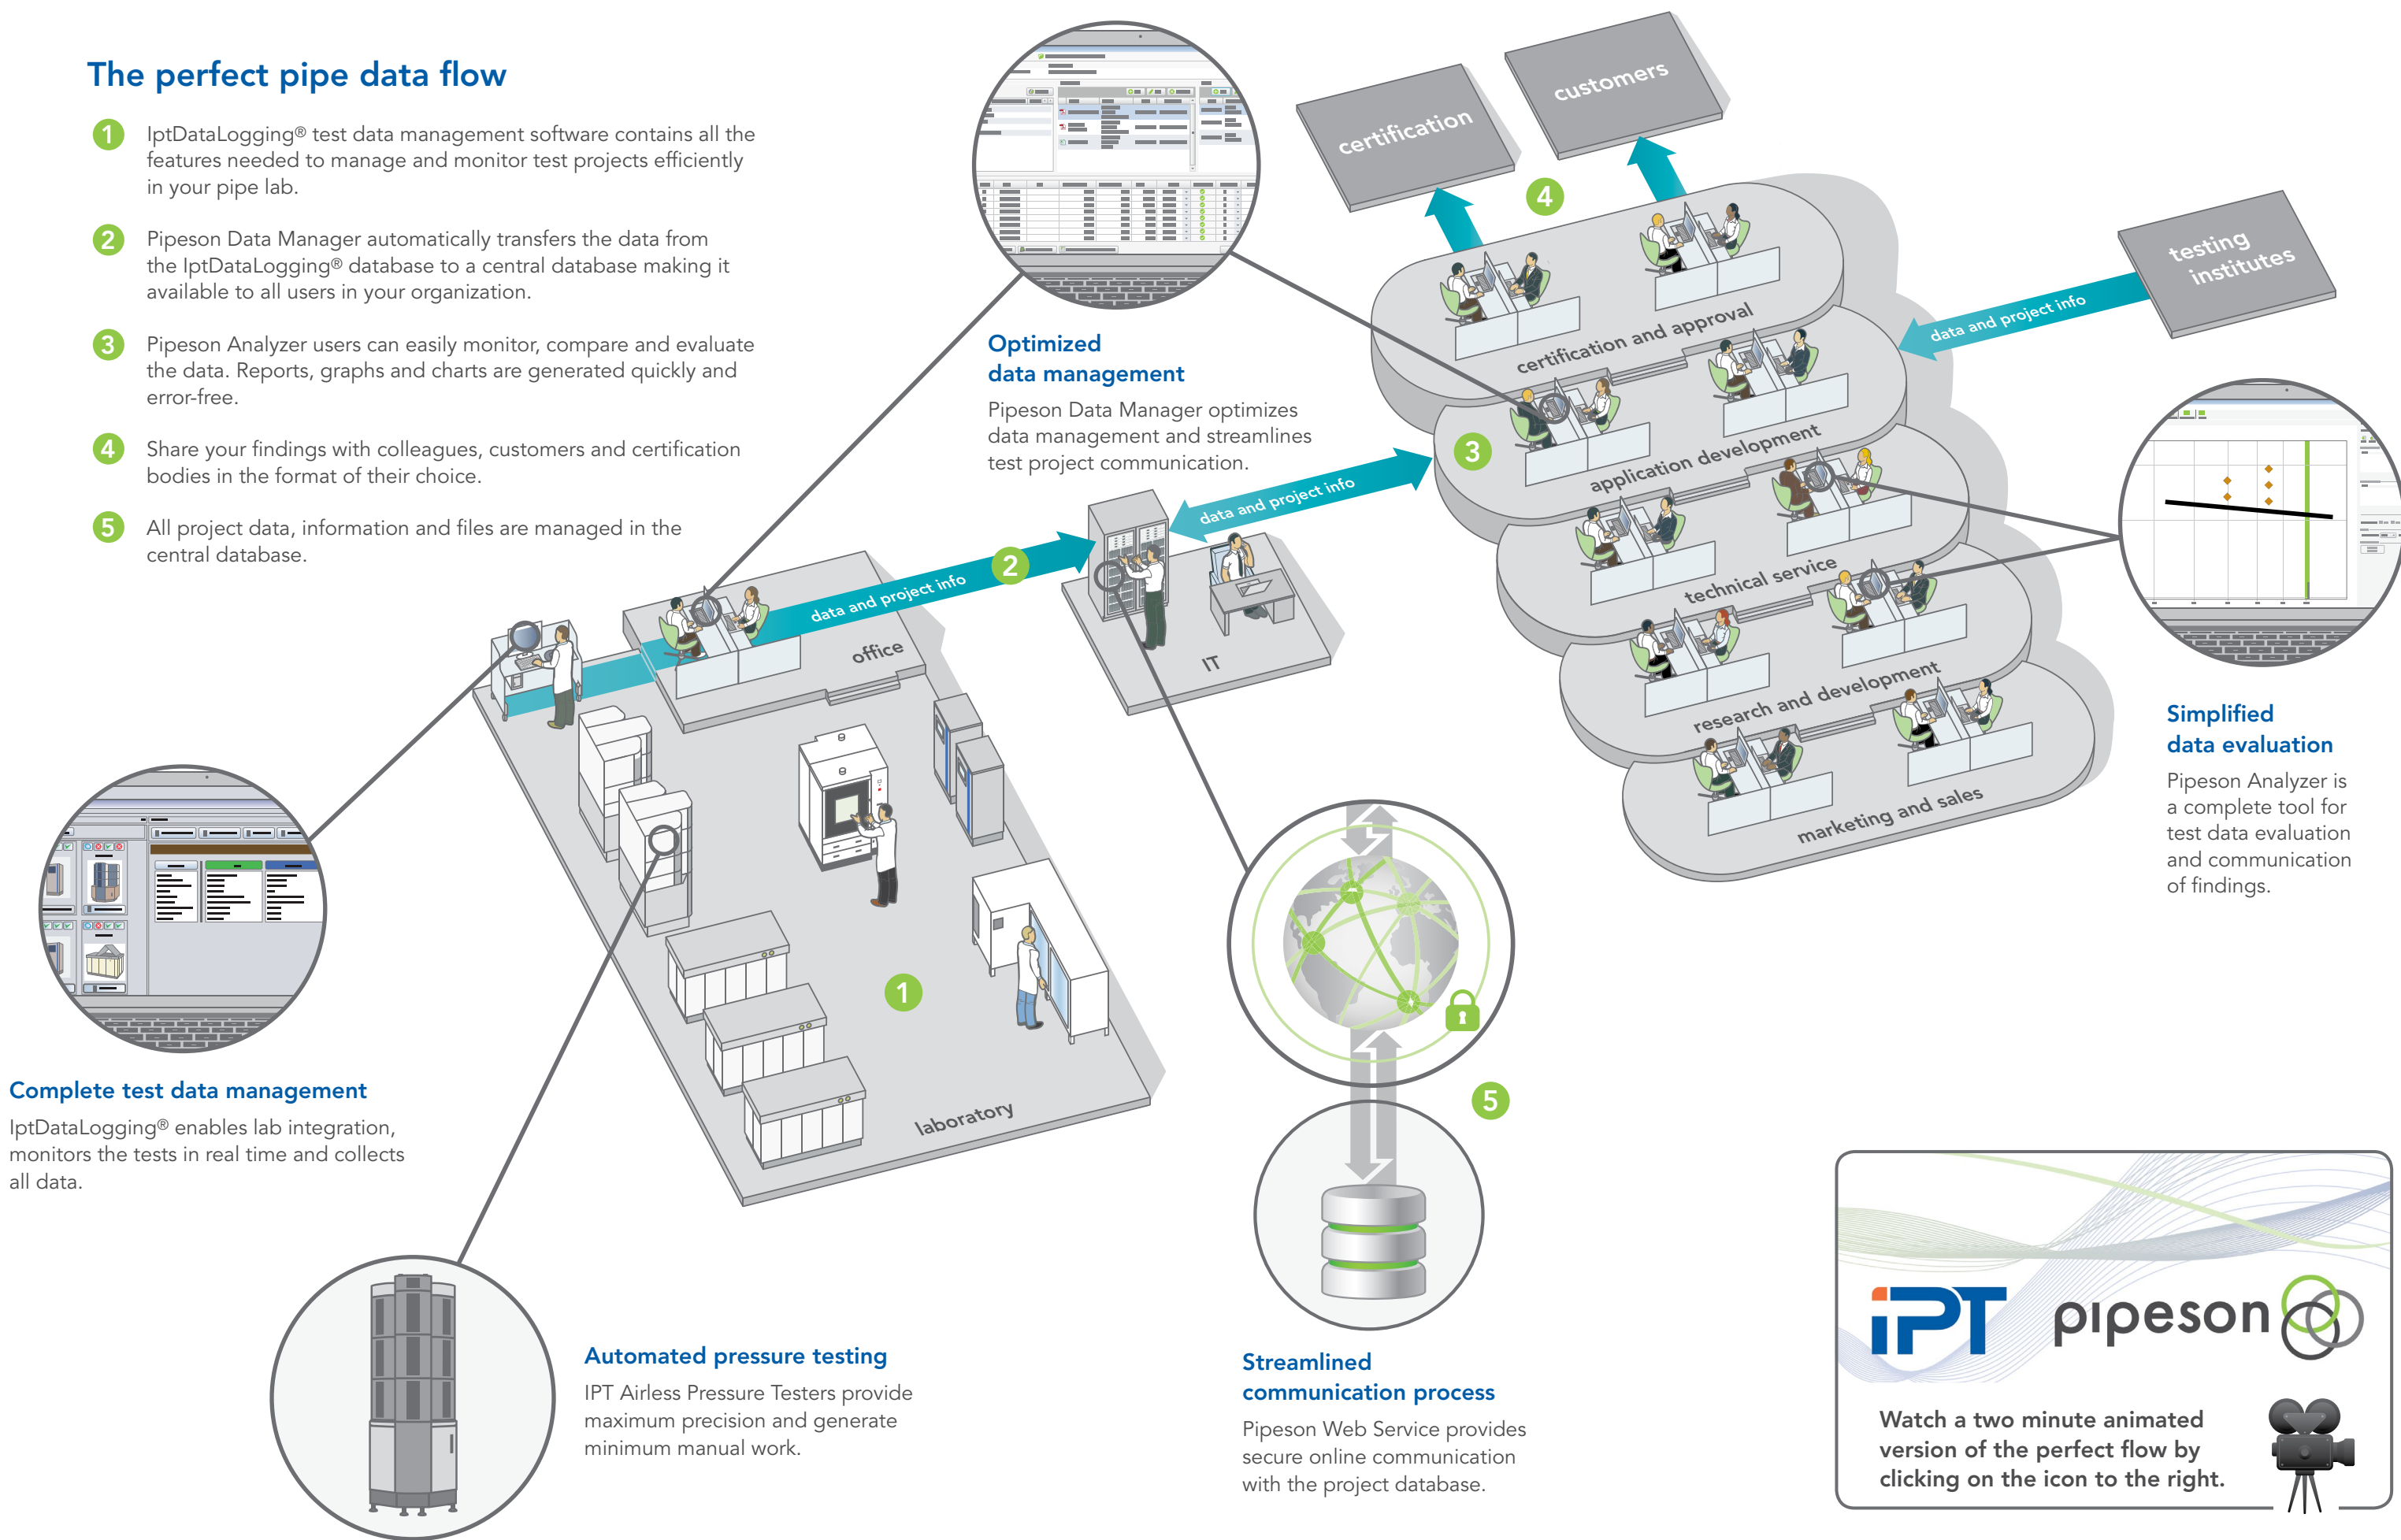 The perfect pipe data flow
1
IptDataLogging® test data management software contains all the
features needed to manage and monitor test projects efficiently
in your pipe lab.
2
Pipeson Data Manager automatically transfers the data from
the IptDataLogging® database to a central database making it
available to all users in your organization.
3
Pipeson Analyzer users can easily monitor, compare and evaluate
the data. Reports, graphs and charts are generated quickly and
error-free.
4
Share your findings with colleagues, customers and certification
bodies in the format of their choice.
5
All project data, information and files are managed in the
central database.
Optimized
data management
Pipeson Data Manager optimizes
data management and streamlines
test project communication.
certification
customers
4
testing
institutes
data and project info
certification and approval
3
application development
technical service
research and development
marketing and sales
data and project info
2
data and project info
office
IT
1
laboratory
5
Simplified
data evaluation
Pipeson Analyzer is
a complete tool for
test data evaluation
and communication
of findings.
Complete test data management
IptDataLogging® enables lab integration,
monitors the tests in real time and collects
all data.
Automated pressure testing
IPT Airless Pressure Testers provide
maximum precision and generate
minimum manual work.
Streamlined
communication process
Pipeson Web Service provides
secure online communication
with the project database.
iPT
pipeson
Watch a two minute animated
version of the perfect flow by
clicking on the icon to the right.